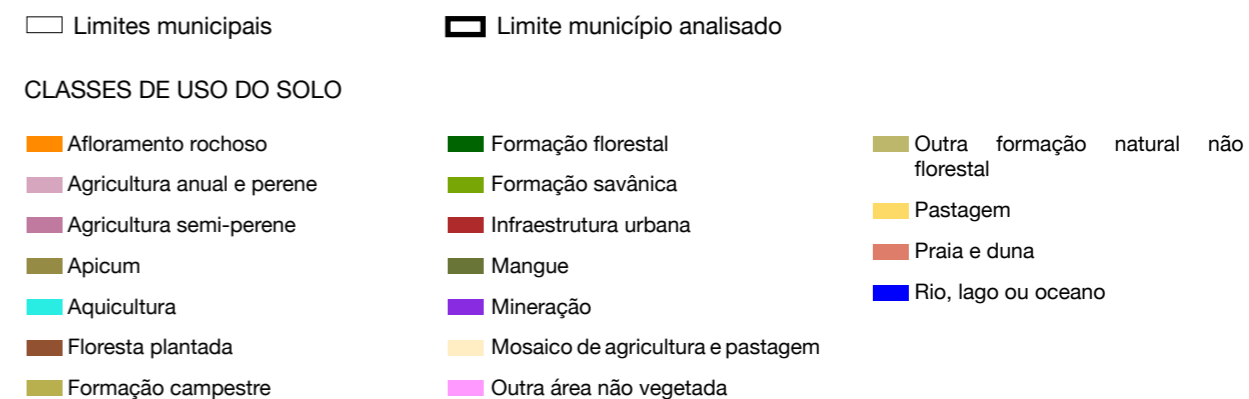 Limites municipais
Limite município analisado
CLASSES DE USO DO SOLO
Afloramento rochoso
Agricultura anual e perene
Agricultura semi-perene
Apicum
Aquicultura
Floresta plantada
Formação campestre
Formação florestal
Formação savânica
Infraestrutura urbana
Mangue
Mineração
Mosaico de agricultura e pastagem
Outra área não vegetada
Outra formação natural não
florestal
Pastagem
Praia e duna
Rio, lago ou oceano